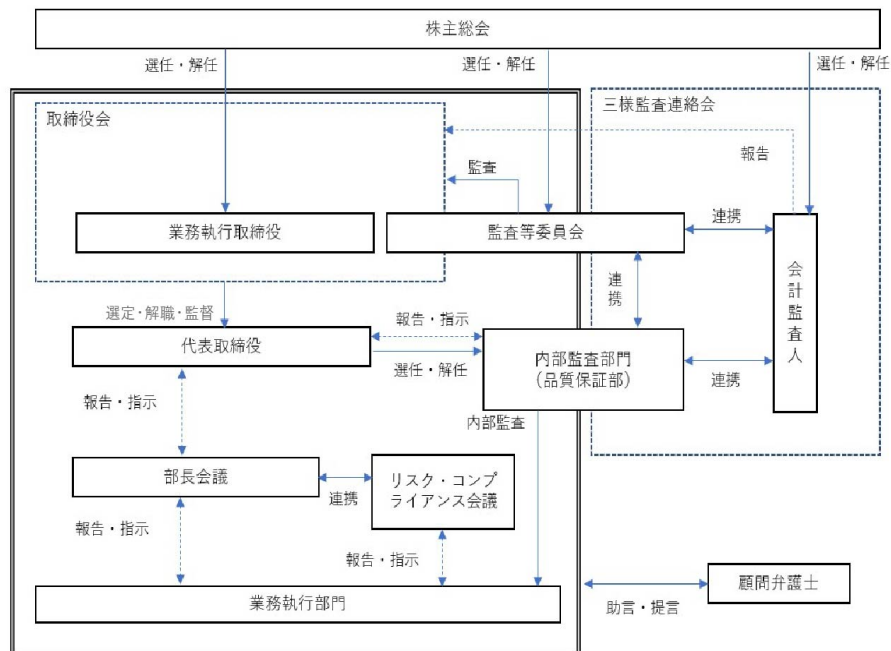 株主総会
選任・解任
選任・解任
選任・解任
取締役会
三様監査連絡会
報告
監査
業務執行取締役
監査等委員会
連携
会計監査人
連携
選定・解職・監督
報告・指示
代表取締役
選任・解任
内部監査部門
（品質保証部）
連携
報告・指示
内部監査
部長会議
連携
リスク・コンプ
ライアンス会議
報告・指示
報告・指示
業務執行部門
顧問弁護士
助言・提言